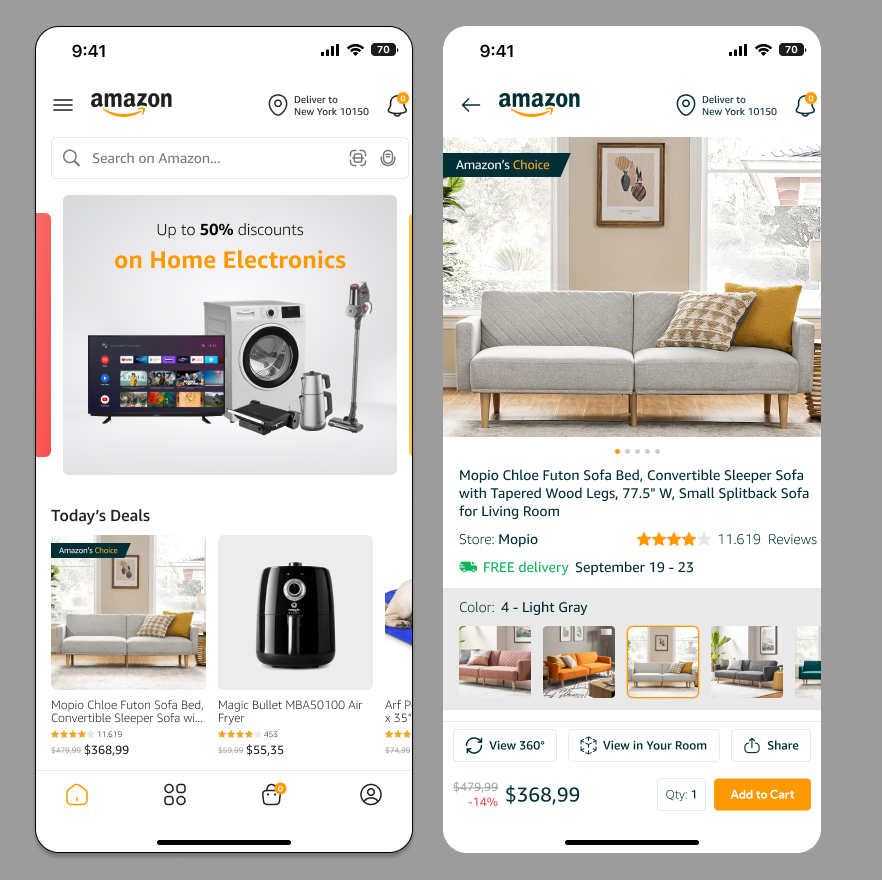 9:41
70
amazon
Deliver to
New York 10150
0
Search on Amazon...
Up to 50% discounts
on Home Electronics
Today's Deals
Amazon's Choice
Mopio Chloe Futon Sofa Bed,
Convertible Sleeper Sofa wi...
11.619
$479,99 $368,99
Magic Bullet MBA50100 Air
Fryer
453
$59,99 $55,35
Arf P
x 35"
$74,99
0
9:41
70
amazon
Deliver to
New York 10150
0
Amazon's Choice
Mopio Chloe Futon Sofa Bed, Convertible Sleeper Sofa
with Tapered Wood Legs, 77.5" W, Small Splitback Sofa
for Living Room
Store: Mopio
11.619 Reviews
FREE delivery September 19 - 23
Color: 4 - Light Gray
View 360°
View in Your Room
Share
$479,99
-14%
$368,99
Qty: 1
Add to Cart